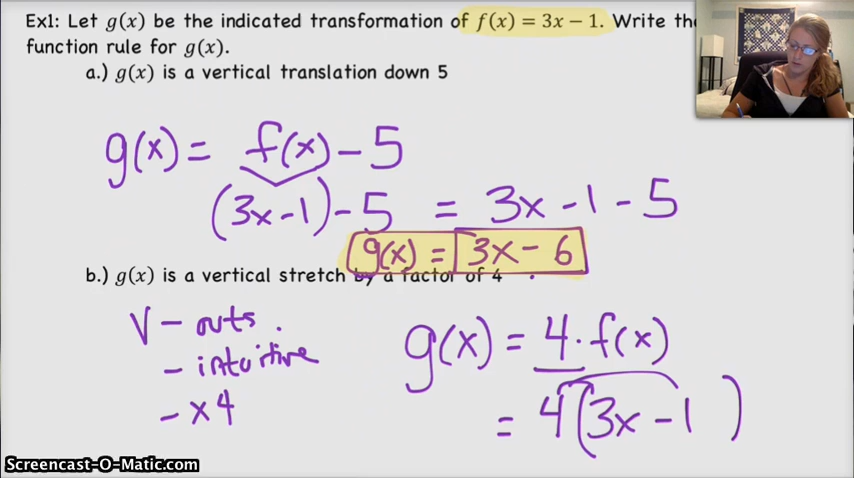 Ex1: Let g(x) be the indicated transformation of f(x) = 3x − 1. Write the
function rule for g(x).
a.) g(x) is a vertical translation down 5
g(x) = f(x) − 5
(3x−1) − 5 = 3x − 1 − 5
g(x) = 3x − 6
b.) g(x) is a vertical stretch by a factor of 4
V − outs.
− intuitive
− x4
g(x) = 4 · f(x)
= 4(3x − 1 )
Screencast-O-Matic.com